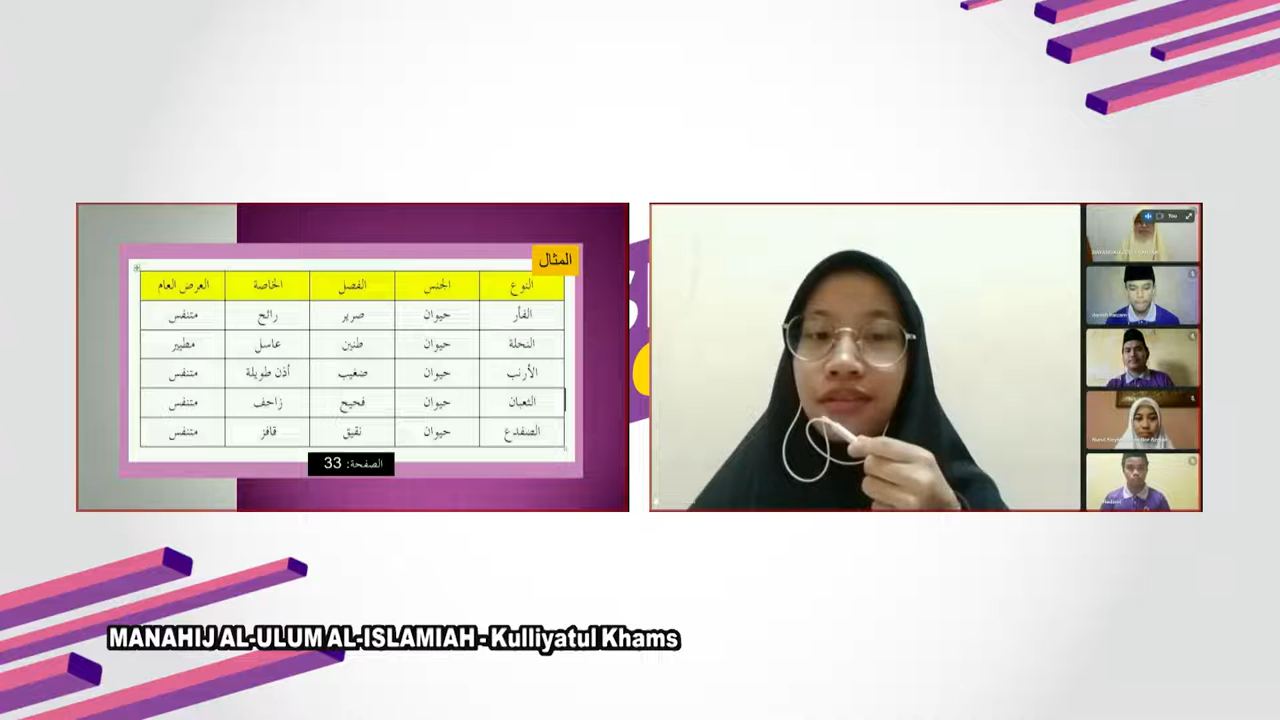 المثال
النوع الجنس الفصل الخاصة العرض العام
الفأر حيوان صرير رالح متنفس
النحلة حيوان طنين عاسل مطيير
الأرنب حيوان ضغيب أذن طويلة متنفس
الثعبان حيوان فحيح زاحف متنفس
الضفدع حيوان نقيق قافز متنفس
الصفحة: 33
You
MANAHIJ AL-ULUM AL-ISLAMIAH - Kulliyatul Khams